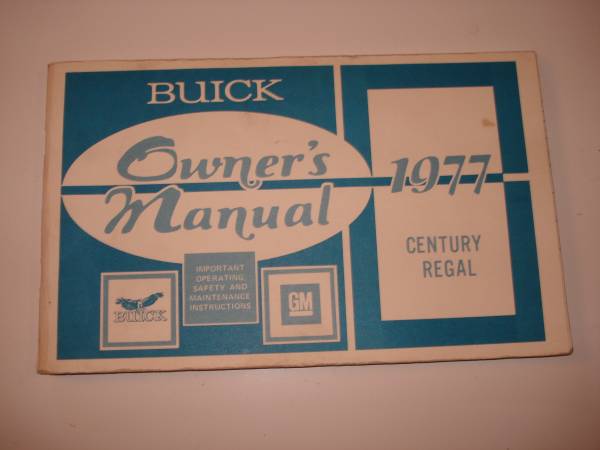 BUICK
Owner's
Manual
1977
CENTURY
REGAL
IMPORTANT
OPERATING
SAFETY AND
MAINTENANCE
INSTRUCTIONS
BUICK
GM